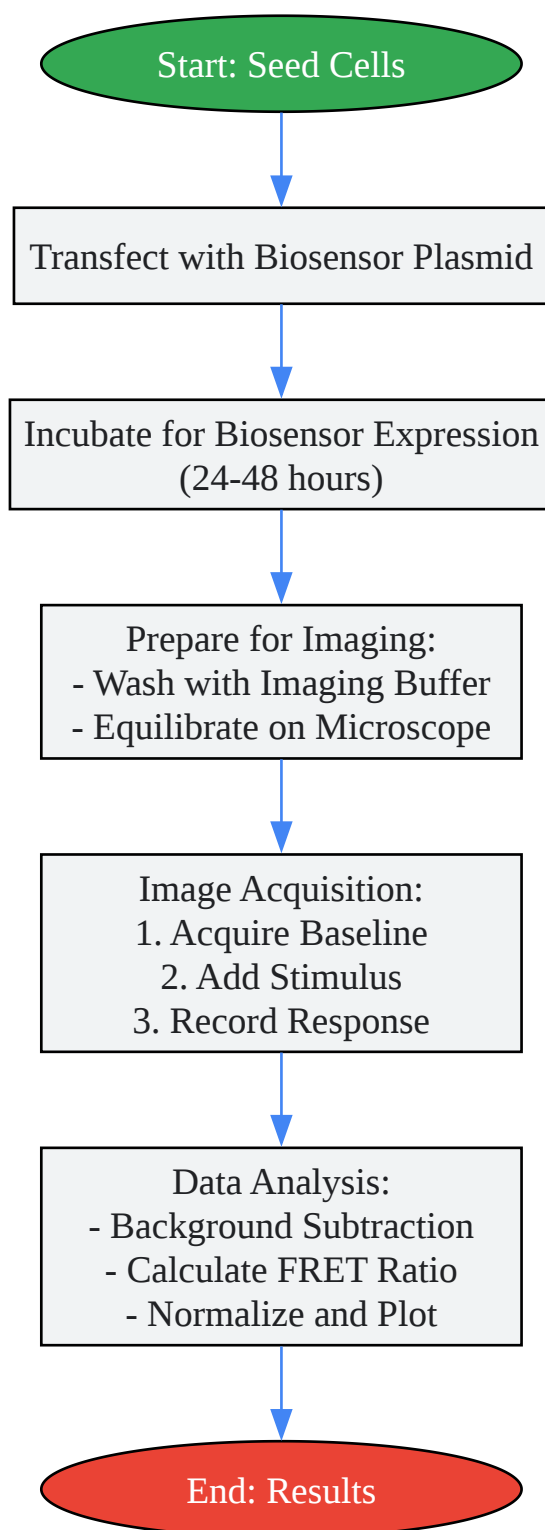 Start: Seed Cells
Transfect with Biosensor Plasmid
Incubate for Biosensor Expression
(24-48 hours)
Prepare for Imaging:
- Wash with Imaging Buffer
- Equilibrate on Microscope
Image Acquisition:
1. Acquire Baseline
2. Add Stimulus
3. Record Response
Data Analysis:
- Background Subtraction
- Calculate FRET Ratio
- Normalize and Plot
End: Results